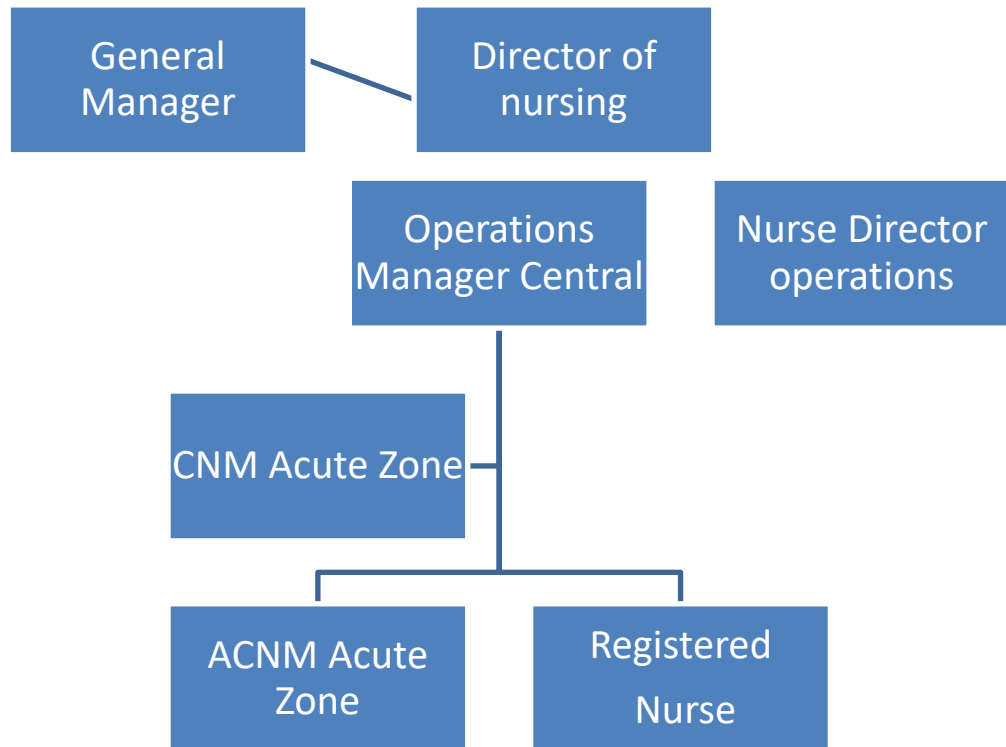 General
Manager
Director of
nursing
Operations
Manager Central
Nurse Director
operations
CNM Acute Zone
ACNM Acute
Zone
Registered
Nurse